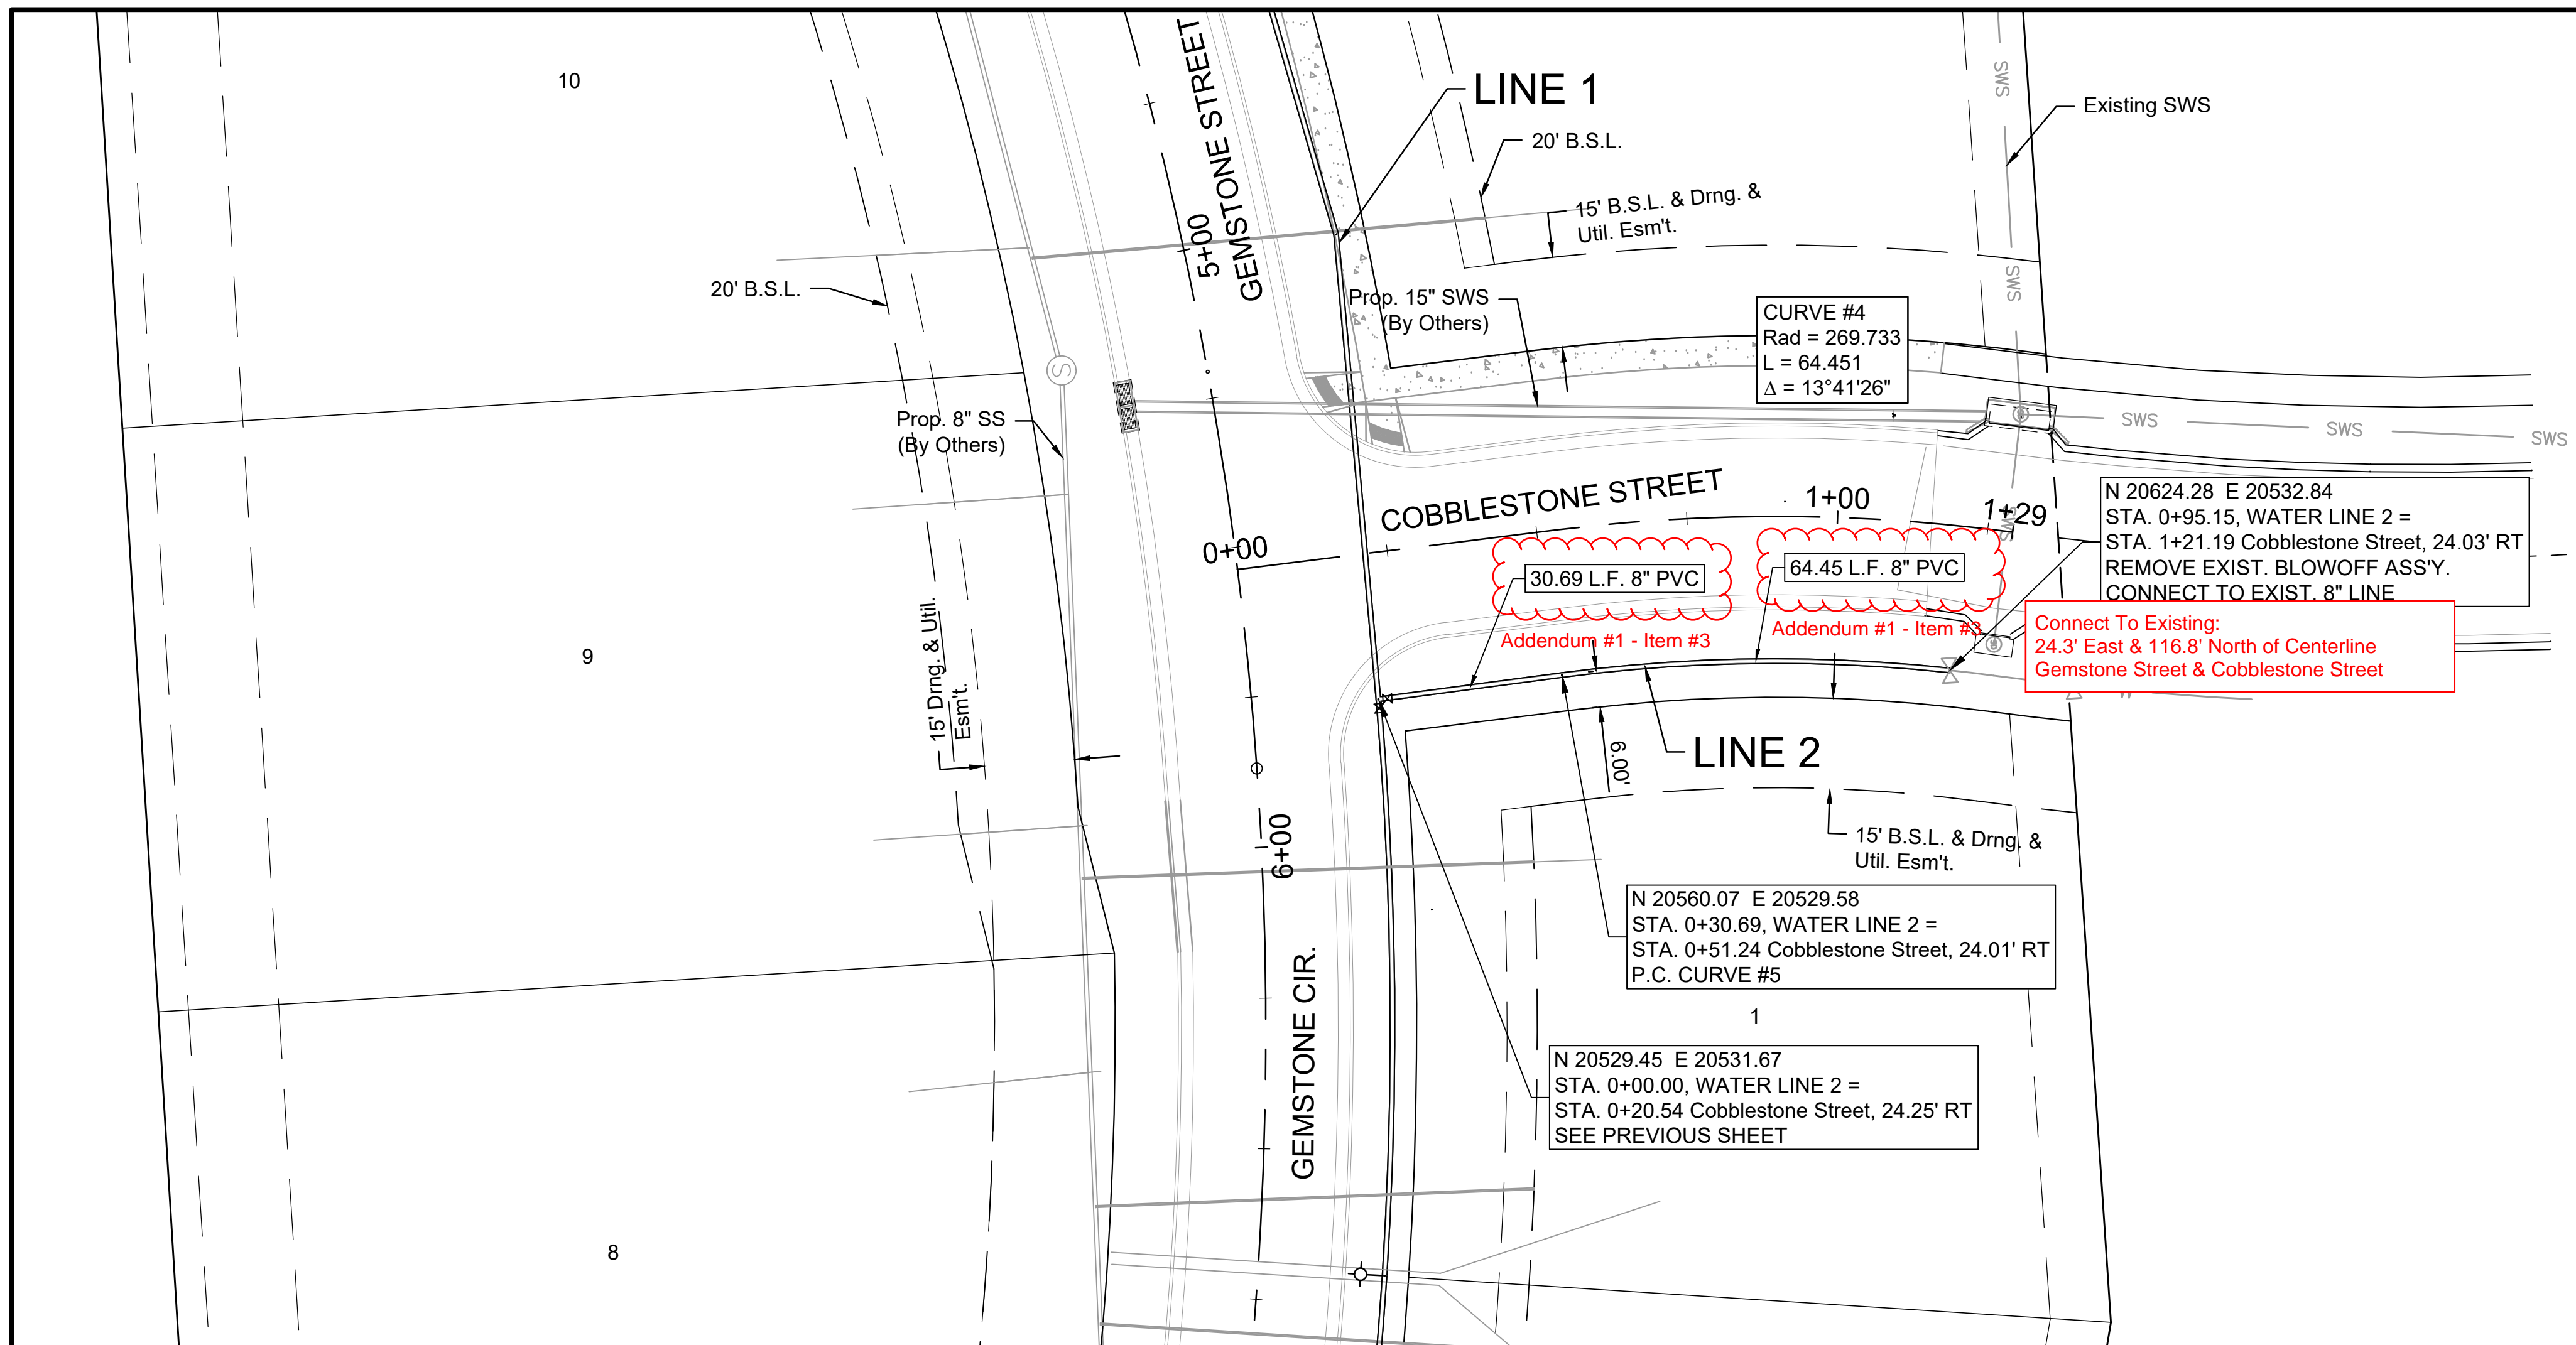 10
GEMSTONE STREET
LINE 1
SWS
Existing SWS
20' B.S.L.
15' B.S.L. & Drng. &
Util. Esm't.
5+00
GEMSTONE STREET
SWS
20' B.S.L.
Prop. 15" SWS
(By Others)
CURVE #4
Rad = 269.733
L = 64.451
Δ = 13°41'26"
S
Prop. 8" SS
(By Others)
SWS
SWS
SWS
COBBLESTONE STREET
1+00
1+29
SWS
0+00
N 20624.28 E 20532.84
STA. 0+95.15, WATER LINE 2 =
STA. 1+21.19 Cobblestone Street, 24.03' RT
REMOVE EXIST. BLOWOFF ASS'Y.
CONNECT TO EXIST. 8" LINE
30.69 L.F. 8" PVC
64.45 L.F. 8" PVC
Addendum #1 - Item #3
Addendum #1 - Item #3
Connect To Existing:
24.3' East & 116.8' North of Centerline
Gemstone Street & Cobblestone Street
W
9
15' Drng. & Util.
Esm't.
6.00'
LINE 2
6+00
15' B.S.L. & Drng. &
Util. Esm't.
N 20560.07 E 20529.58
STA. 0+30.69, WATER LINE 2 =
STA. 0+51.24 Cobblestone Street, 24.01' RT
P.C. CURVE #5
1
GEMSTONE CIR.
N 20529.45 E 20531.67
STA. 0+00.00, WATER LINE 2 =
STA. 0+20.54 Cobblestone Street, 24.25' RT
SEE PREVIOUS SHEET
8